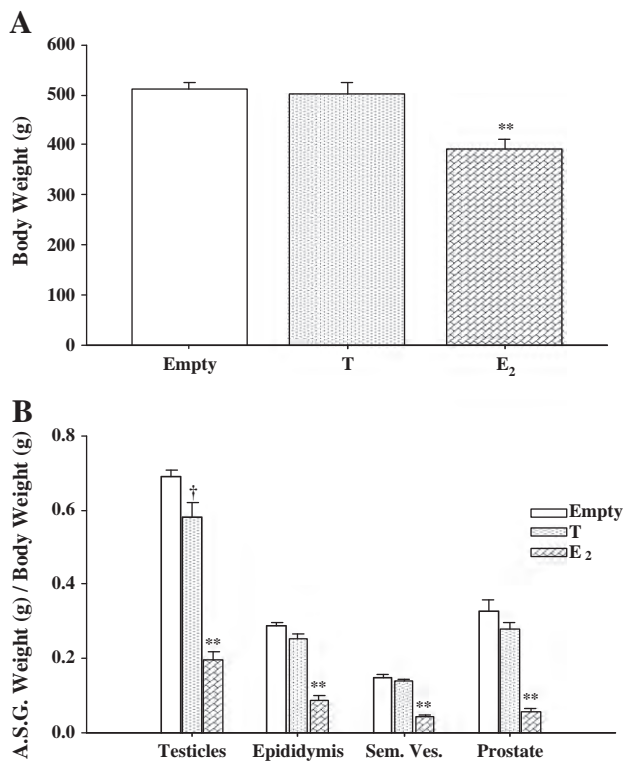 A
600
500
400
300
200
100
0
Body Weight (g)
**
Empty
T
E₂
B
0.8
0.6
0.4
0.2
0.0
A.S.G. Weight (g) / Body Weight (g)
†
**
**
**
**
Empty
T
E₂
Testicles
Epididymis
Sem. Ves.
Prostate